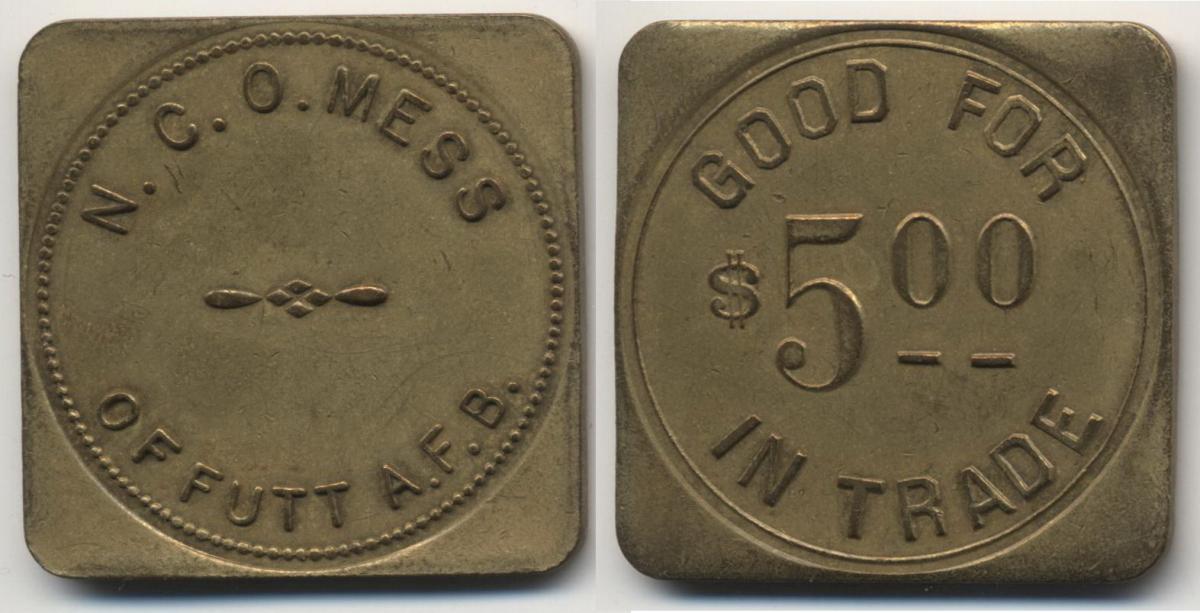 N. C. O. MESS
OFFUTT A.F.B.
GOOD FOR
$5.00
IN TRADE